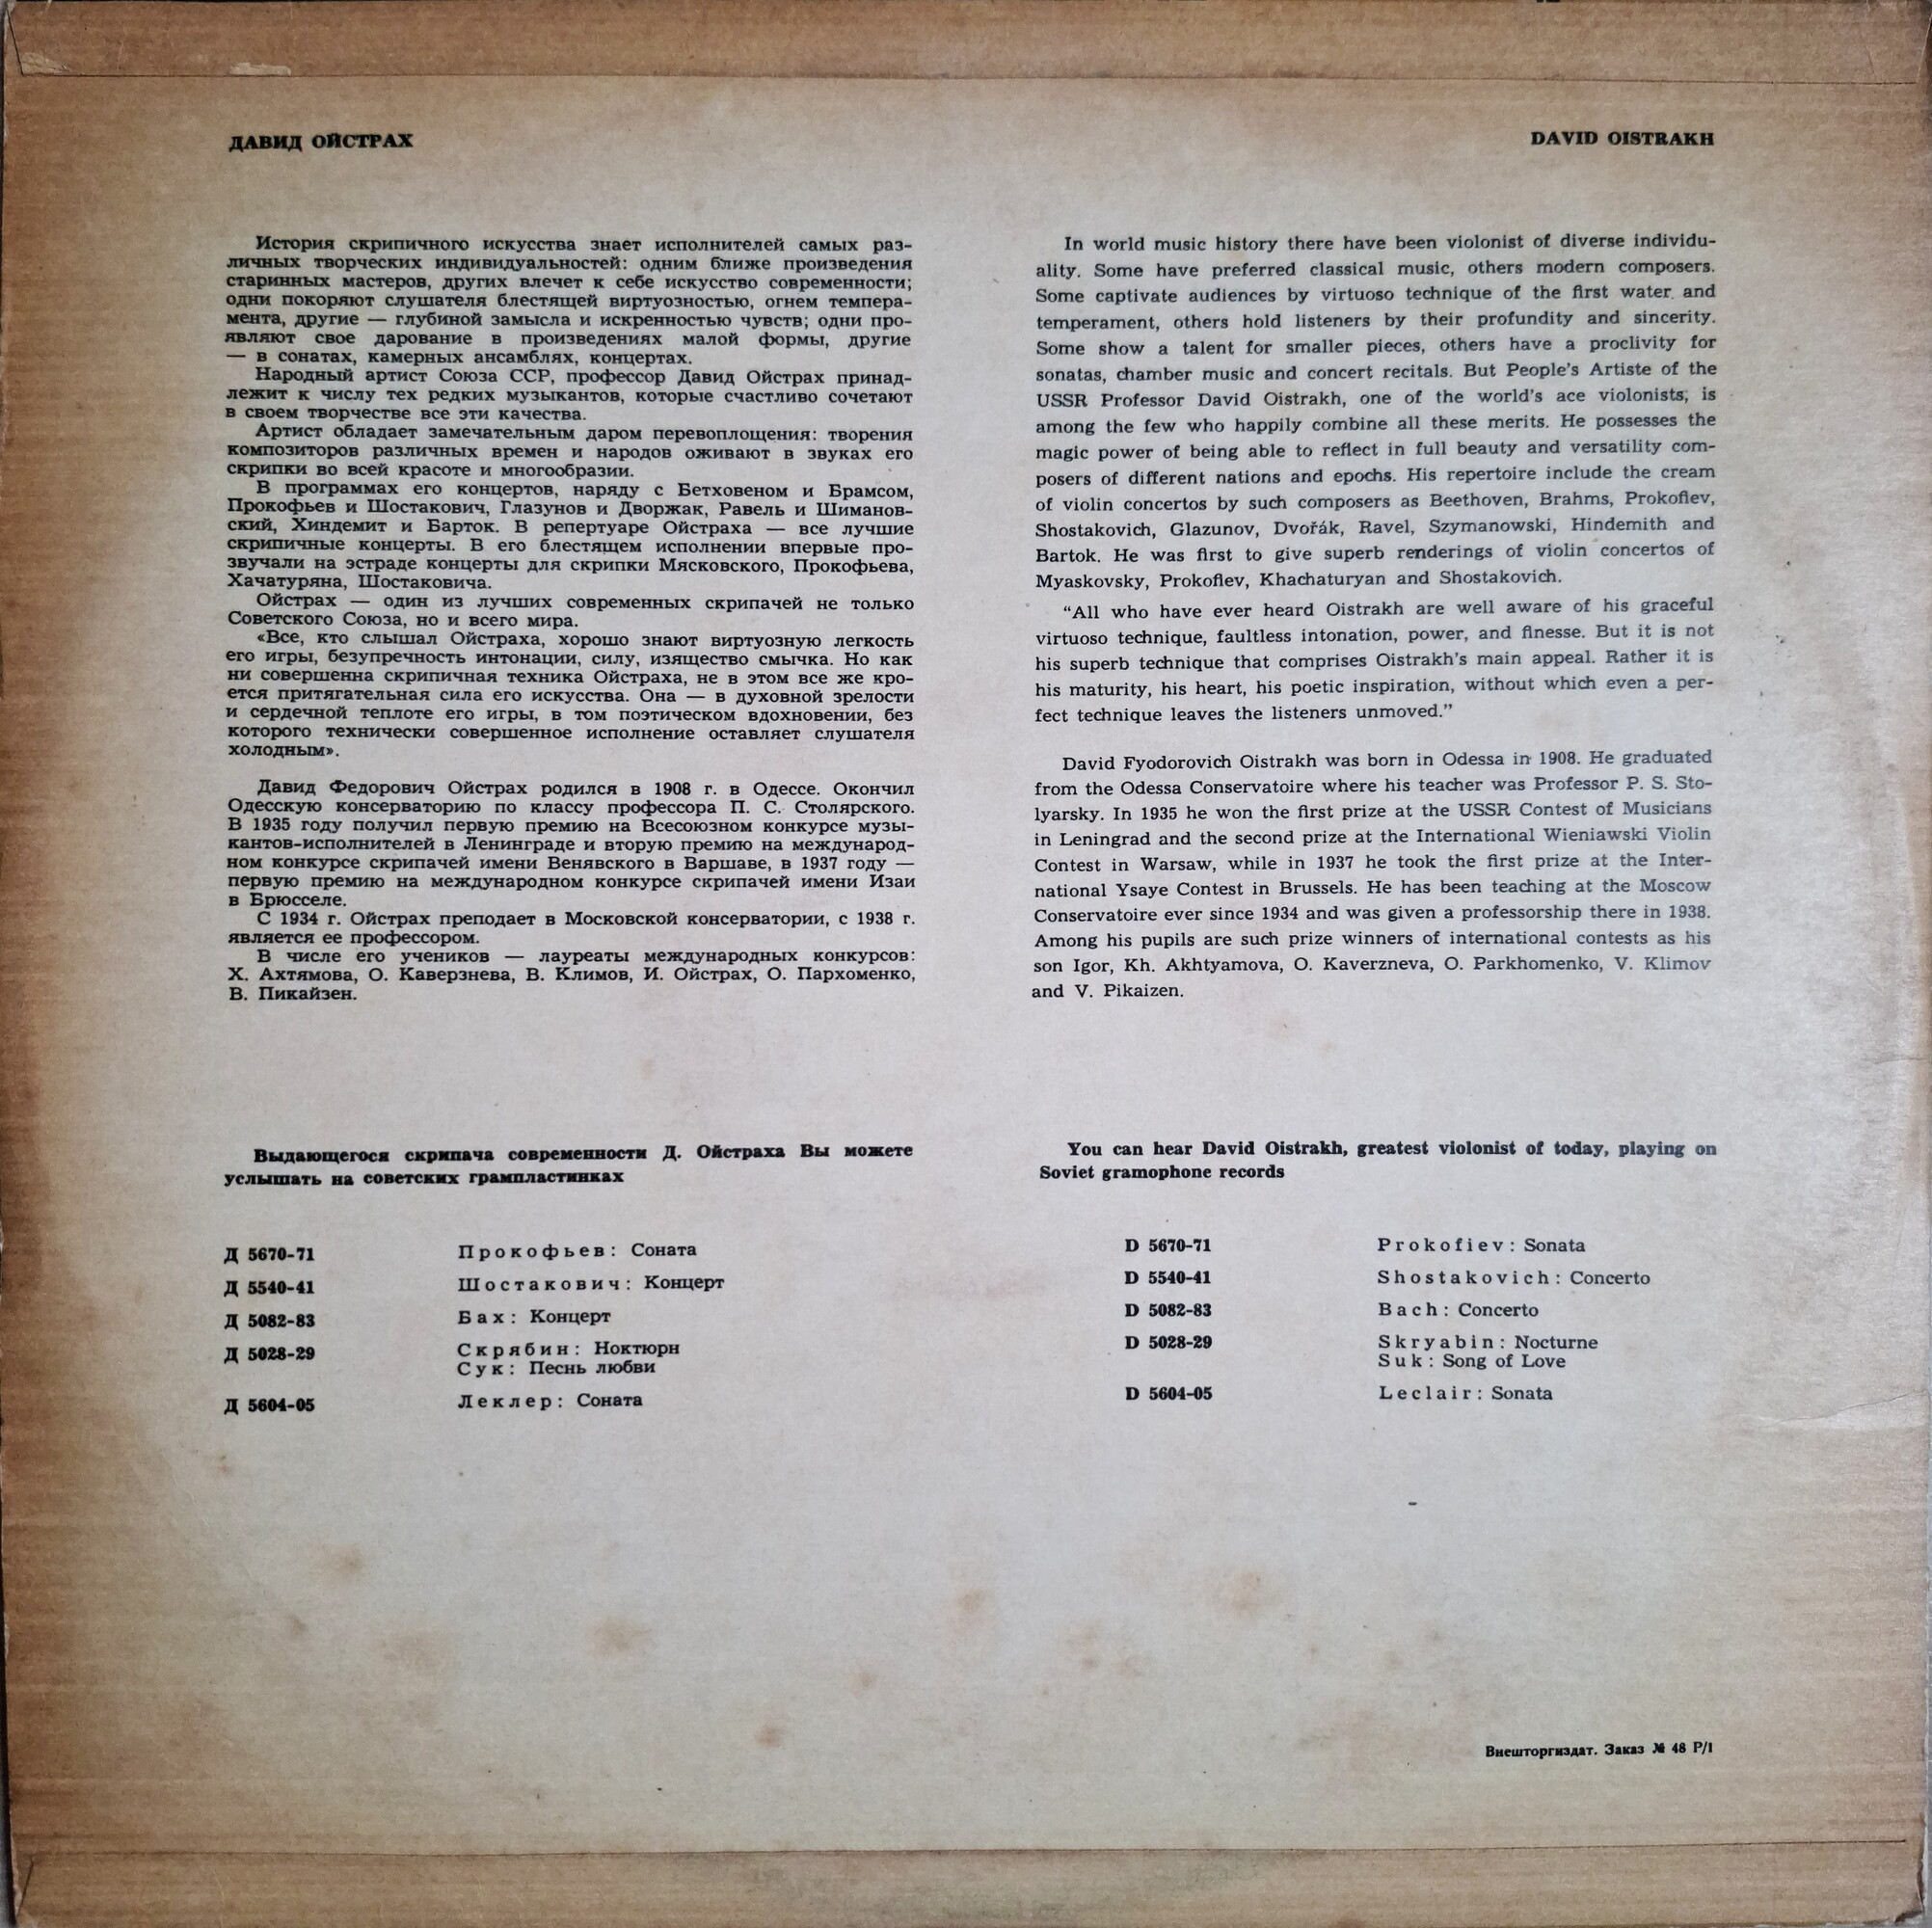 ДАВИД ОЙСТРАХ
История скрипичного искусства знает исполнителей самых раз-
личных творческих индивидуальностей: одним ближе произведения
старинных мастеров, других влечет к себе искусство современности;
одни покоряют слушателя блестящей виртуозностью, огнем темпера-
мента, другие — глубиной замысла и искренностью чувств; одни про-
являют свое дарование в произведениях малой формы, другие
— в сонатах, камерных ансамблях, концертах.
Народный артист Союза ССР, профессор Давид Ойстрах принад-
лежит к числу тех редких музыкантов, которые счастливо сочетают
в своем творчестве все эти качества.
Артист обладает замечательным даром перевоплощения: творения
композиторов различных времен и народов оживают в звуках его
скрипки во всей красоте и многообразии.
В программах его концертов, наряду с Бетховеном и Брамсом,
Прокофьев и Шостакович, Глазунов и Дворжак, Равель и Шиманов-
ский, Хиндемит и Барток. В репертуаре Ойстраха — все лучшие
скрипичные концерты. В его блестящем исполнении впервые про-
звучали на эстраде концерты для скрипки Мясковского, Прокофьева,
Хачатуряна, Шостаковича.
Ойстрах — один из лучших современных скрипачей не только
Советского Союза, но и всего мира.
«Все, кто слышал Ойстраха, хорошо знают виртуозную легкость
его игры, безупречность интонации, силу, изящество смычка. Но как
ни совершенна скрипичная техника Ойстраха, не в этом все же кро-
ется притягательная сила его искусства. Она — в духовной зрелости
и сердечной теплоте его игры, в том поэтическом вдохновении, без
которого технически совершенное исполнение оставляет слушателя
холодным».
Давид Федорович Ойстрах родился в 1908 г. в Одессе. Окончил
Одесскую консерваторию по классу профессора П. С. Столярского.
В 1935 году получил первую премию на Всесоюзном конкурсе музы-
кантов-исполнителей в Ленинграде и вторую премию на международ-
ном конкурсе скрипачей имени Венявского в Варшаве, в 1937 году —
первую премию на международном конкурсе скрипачей имени Изаи
в Брюсселе.
С 1934 г. Ойстрах преподает в Московской консерватории, с 1938 г.
является ее профессором.
В числе его учеников — лауреаты международных конкурсов:
Х. Ахтямова, О. Каверзнева, В. Климов, И. Ойстрах, О. Пархоменко,
В. Пикайзен.
Выдающегося скрипача современности Д. Ойстраха Вы можете
услышать на советских грампластинках
Д 5670-71 Прокофьев: Соната
Д 5540-41 Шостакович: Концерт
Д 5082-83 Бах: Концерт
Д 5028-29 Скрябин: Ноктюрн
Сук: Песнь любви
Д 5604-05 Леклер: Соната
DAVID OISTRAKH
In world music history there have been violonist of diverse individu-
ality. Some have preferred classical music, others modern composers.
Some captivate audiences by virtuoso technique of the first water and
temperament, others hold listeners by their profundity and sincerity.
Some show a talent for smaller pieces, others have a proclivity for
sonatas, chamber music and concert recitals. But People's Artiste of the
USSR Professor David Oistrakh, one of the world's ace violonists, is
among the few who happily combine all these merits. He possesses the
magic power of being able to reflect in full beauty and versatility com-
posers of different nations and epochs. His repertoire include the cream
of violin concertos by such composers as Beethoven, Brahms, Prokofiev,
Shostakovich, Glazunov, Dvořák, Ravel, Szymanowski, Hindemith and
Bartok. He was first to give superb renderings of violin concertos of
Myaskovsky, Prokofiev, Khachaturyan and Shostakovich.
“All who have ever heard Oistrakh are well aware of his graceful
virtuoso technique, faultless intonation, power, and finesse. But it is not
his superb technique that comprises Oistrakh's main appeal. Rather it is
his maturity, his heart, his poetic inspiration, without which even a per-
fect technique leaves the listeners unmoved.”
David Fyodorovich Oistrakh was born in Odessa in 1908. He graduated
from the Odessa Conservatoire where his teacher was Professor P. S. Sto-
lyarsky. In 1935 he won the first prize at the USSR Contest of Musicians
in Leningrad and the second prize at the International Wieniawski Violin
Contest in Warsaw, while in 1937 he took the first prize at the Inter-
national Ysaye Contest in Brussels. He has been teaching at the Moscow
Conservatoire ever since 1934 and was given a professorship there in 1938.
Among his pupils are such prize winners of international contests as his
son Igor, Kh. Akhtyamova, O. Kaverzneva, O. Parkhomenko, V. Klimov
and V. Pikaizen.
You can hear David Oistrakh, greatest violonist of today, playing on
Soviet gramophone records
D 5670-71 Prokofiev: Sonata
D 5540-41 Shostakovich: Concerto
D 5082-83 Bach: Concerto
D 5028-29 Skryabin: Nocturne
Suk: Song of Love
D 5604-05 Leclair: Sonata
Внешторгиздат. Заказ № 48 Р/I